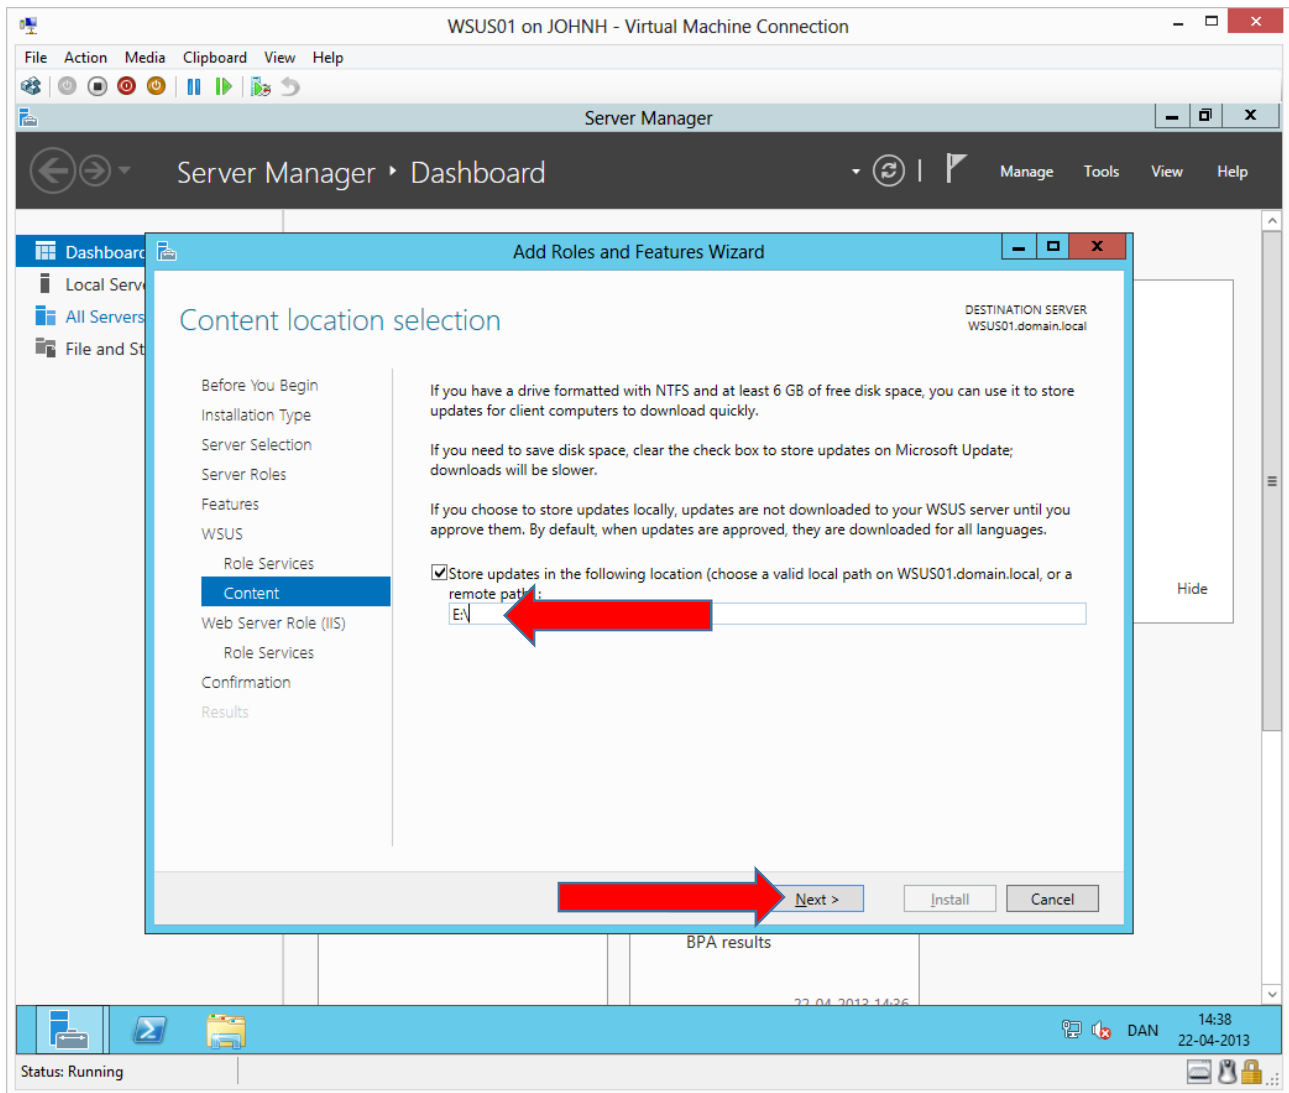 WSUS01 on JOHNH - Virtual Machine Connection
File Action Media Clipboard View Help
Server Manager
Server Manager Dashboard
Manage Tools View Help
Dashboard
Local Serve
All Servers
File and St
Add Roles and Features Wizard
Content location selection
DESTINATION SERVER
WSUS01.domain.local
Before You Begin
Installation Type
Server Selection
Server Roles
Features
WSUS
Role Services
Content
Web Server Role (IIS)
Role Services
Confirmation
Results
If you have a drive formatted with NTFS and at least 6 GB of free disk space, you can use it to store
updates for client computers to download quickly.
If you need to save disk space, clear the check box to store updates on Microsoft Update;
downloads will be slower.
If you choose to store updates locally, updates are not downloaded to your WSUS server until you
approve them. By default, when updates are approved, they are downloaded for all languages.
Store updates in the following location (choose a valid local path on WSUS01.domain.local, or a
remote path :
E:\
Next >
Install
Cancel
Hide
BPA results
22-04-2013 14:36
DAN
14:38
22-04-2013
Status: Running